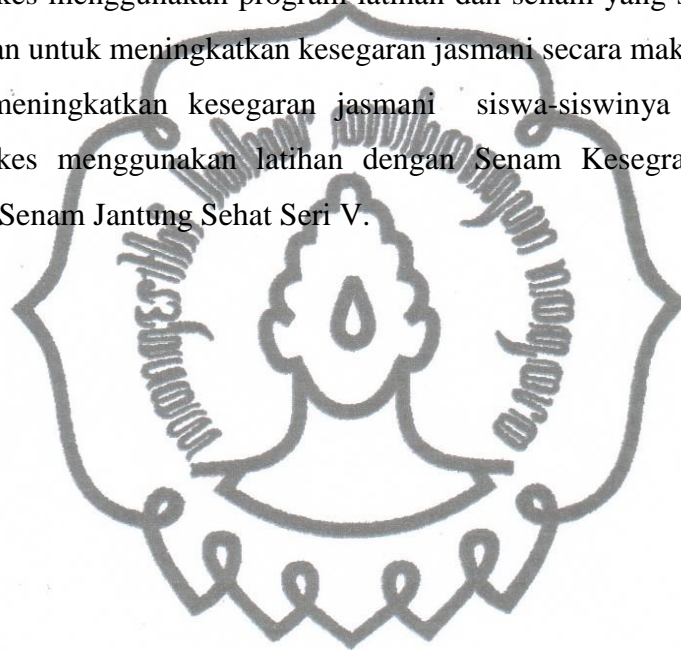 kes menggunakan program latihan dan senam yang s
an untuk meningkatkan kesegaran jasmani secara mak
meningkatkan kesegaran jasmani siswa-siswinya
kes menggunakan latihan dengan Senam Kesegra
Senam Jantung Sehat Seri V.